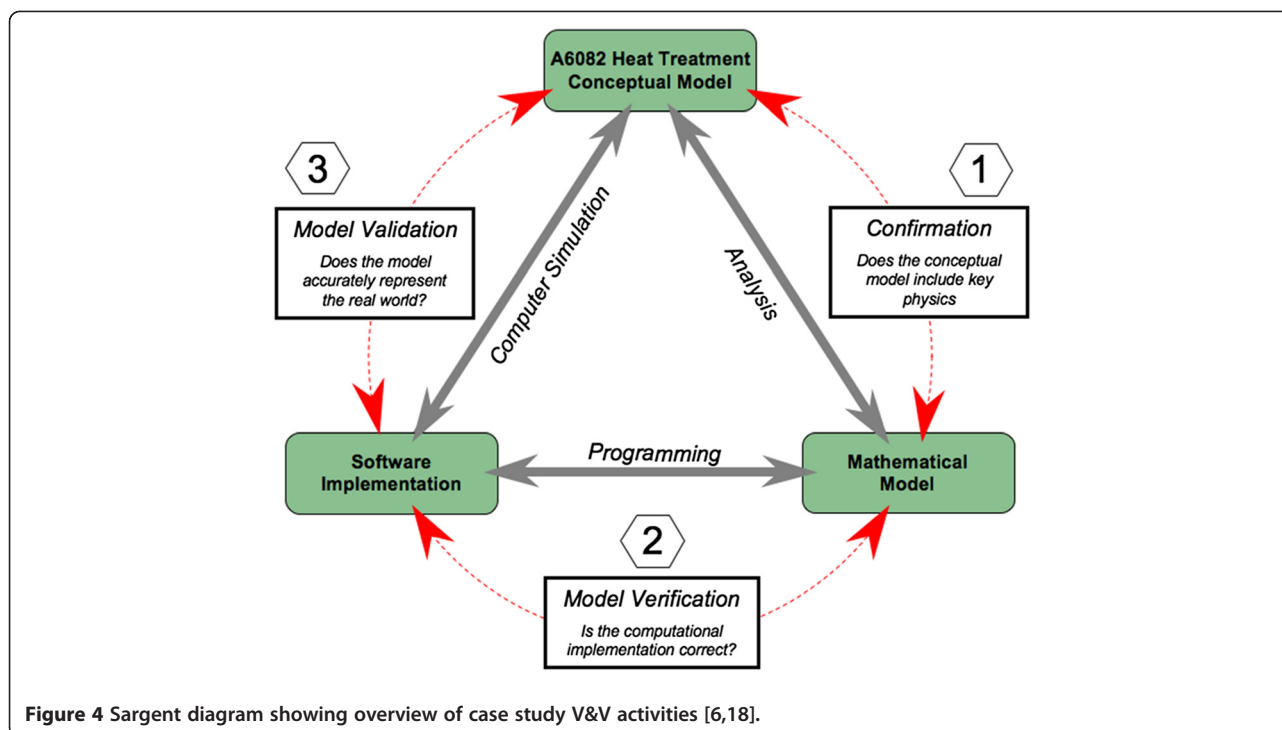 A6082 Heat Treatment
Conceptual Model
3
1
Model Validation
Does the model
accurately represent
the real world?
Computer Simulation
Analysis
Confirmation
Does the conceptual
model include key
physics
Software
Implementation
Programming
Mathematical
Model
2
Model Verification
Is the computational
implementation correct?
Figure 4 Sargent diagram showing overview of case study V&V activities [6,18].